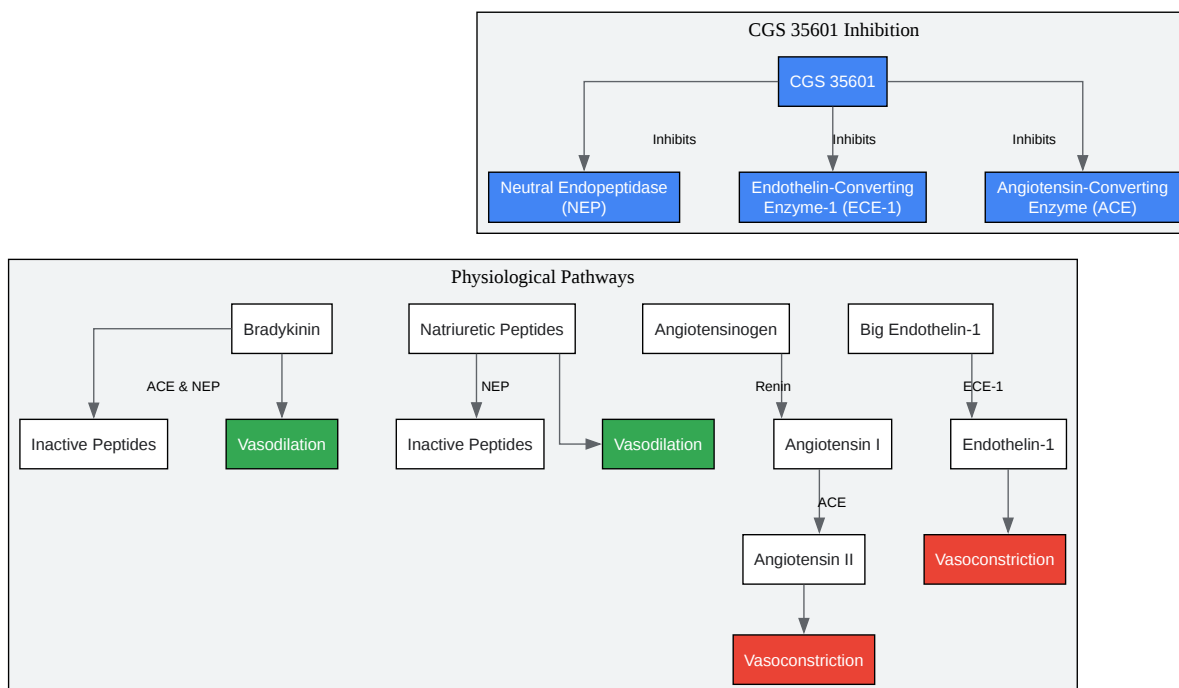 CGS 35601 Inhibition
CGS 35601
Inhibits
Inhibits
Inhibits
Neutral Endopeptidase
(NEP)
Endothelin-Converting
Enzyme-1 (ECE-1)
Angiotensin-Converting
Enzyme (ACE)
Physiological Pathways
Bradykinin
Natriuretic Peptides
Angiotensinogen
Big Endothelin-1
ACE & NEP
NEP
Renin
ECE-1
Inactive Peptides
Vasodilation
Inactive Peptides
Vasodilation
Angiotensin I
Endothelin-1
ACE
Angiotensin II
Vasoconstriction
Vasoconstriction